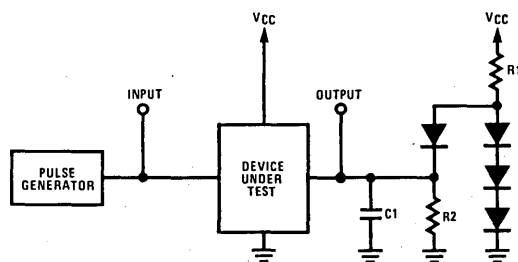 VCC
VCC
R1
INPUT
OUTPUT
PULSE
GENERATOR
DEVICE
UNDER
TEST
C1
R2